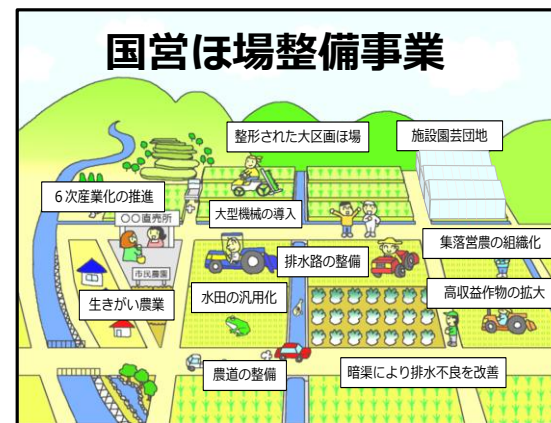 国営ほ場整備事業
整形された大区画ほ場
施設園芸団地
6次産業化の推進
大型機械の導入
〇〇直売所
集落営農の組織化
排水路の整備
市民農園
高収益作物の拡大
生きがい農業
水田の汎用化
農道の整備
暗渠により排水不良を改善